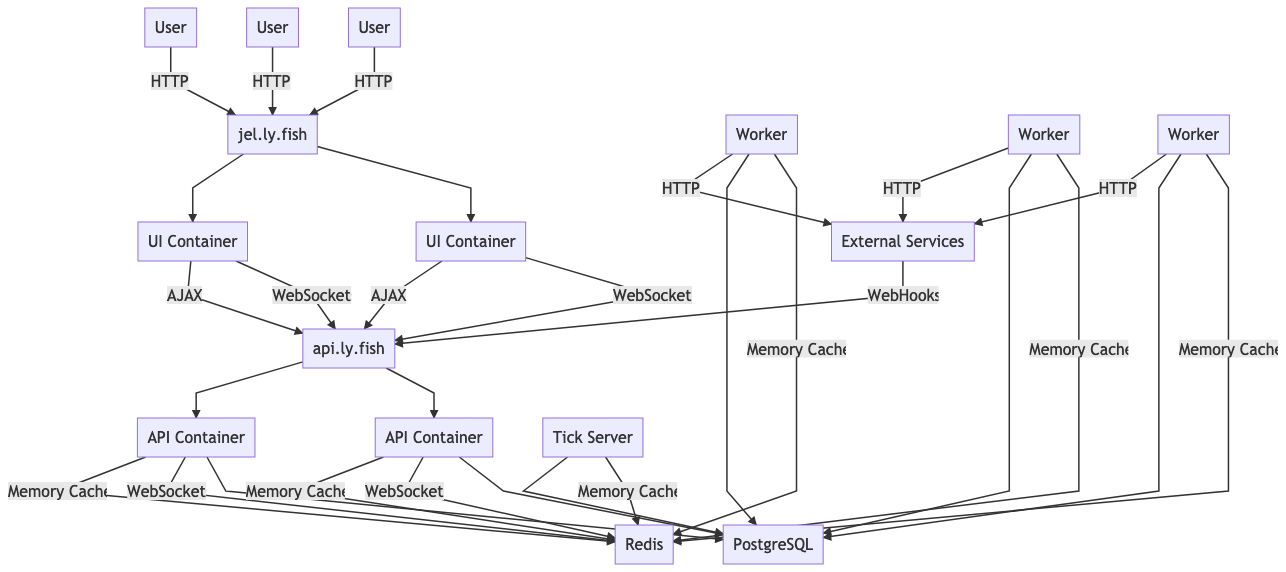 User
User
User
HTTP
HTTP
HTTP
jel.ly.fish
Worker
Worker
Worker
HTTP
HTTP
HTTP
UI Container
UI Container
External Services
AJAX
WebSocket
AJAX
WebSocket
WebHooks
api.ly.fish
Memory Cache
Memory Cache
Memory Cache
API Container
API Container
Tick Server
Memory Cache
WebSocket
Memory Cache
WebSocket
Memory Cache
Redis
PostgreSQL